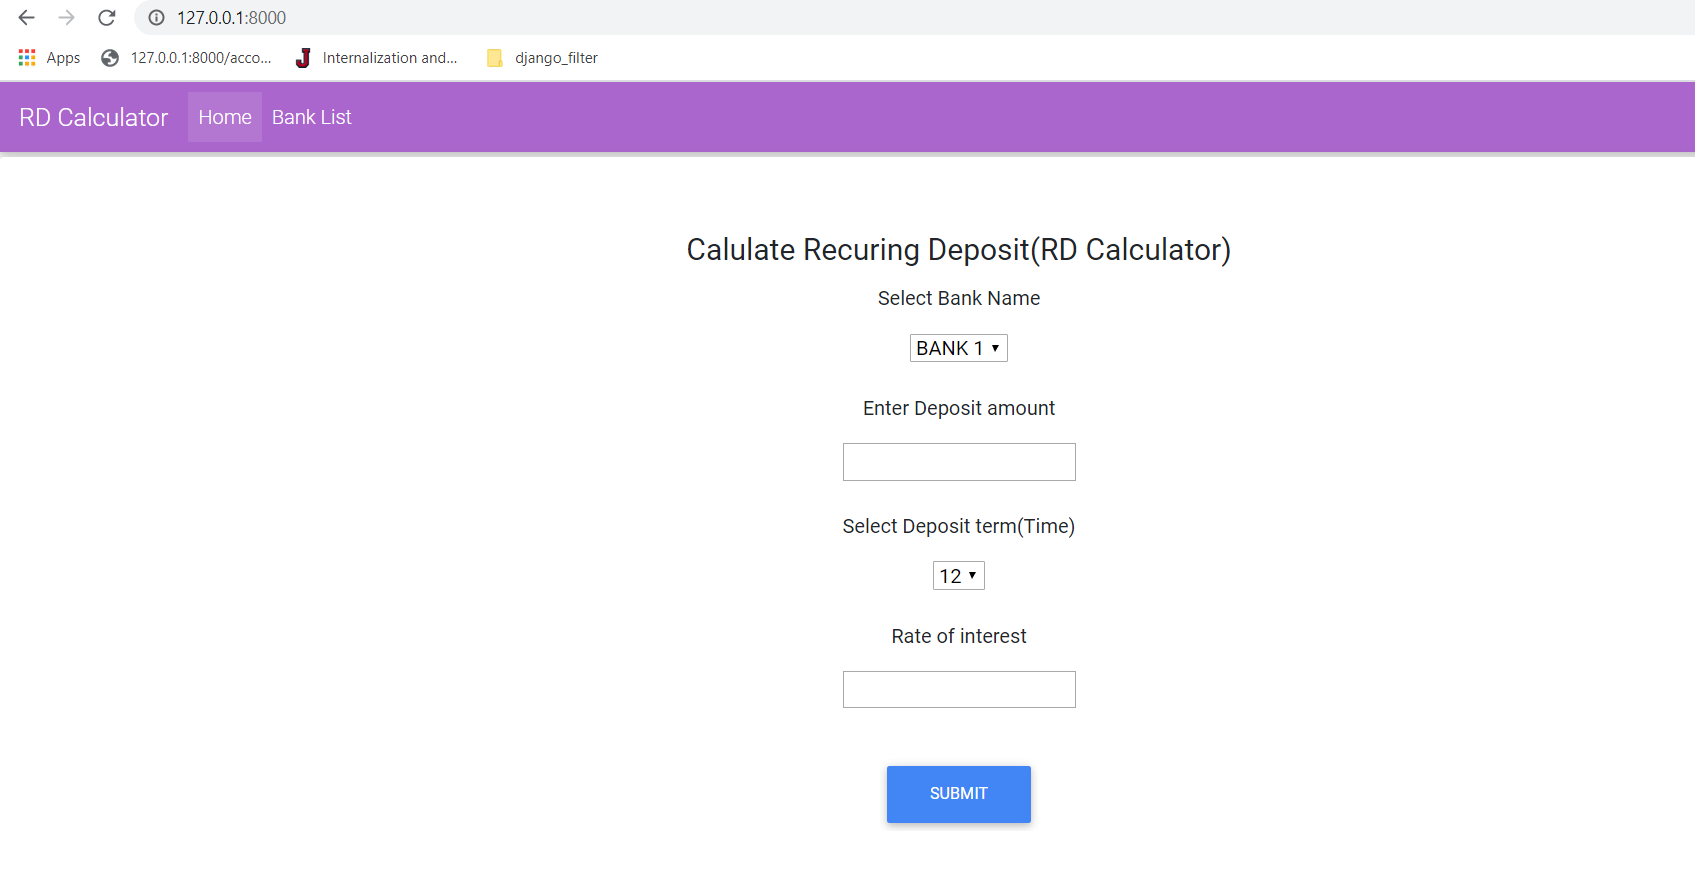 127.0.0.1:8000
Apps 127.0.0.1:8000/acco... Internalization and... django_filter
RD Calculator Home Bank List
Calulate Recuring Deposit(RD Calculator)
Select Bank Name
BANK 1
Enter Deposit amount
Select Deposit term(Time)
12
Rate of interest
SUBMIT